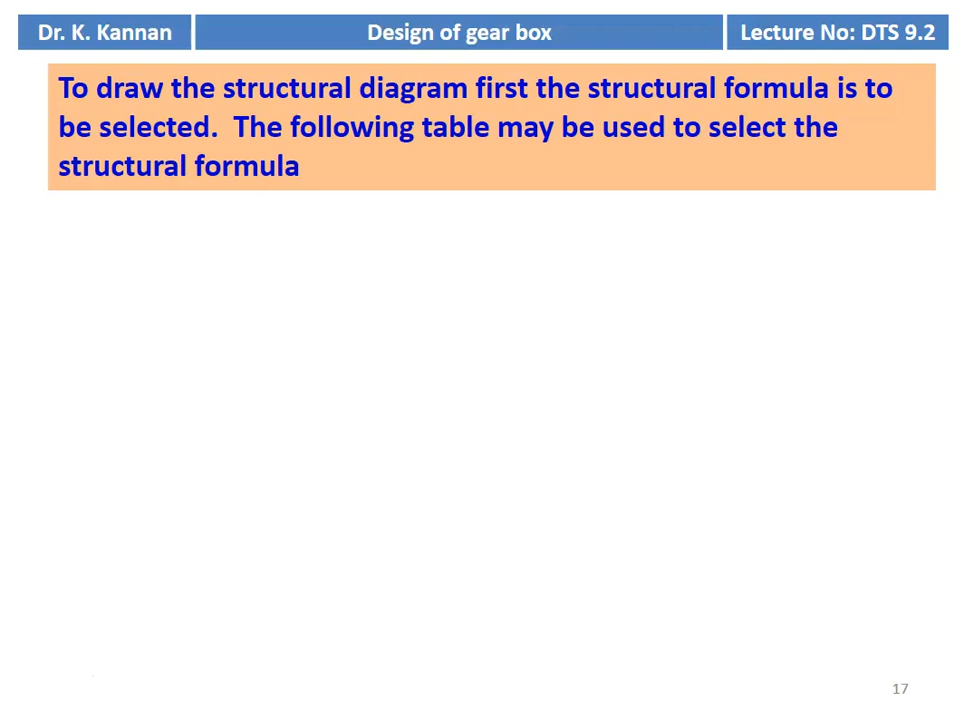 Dr. K. Kannan
Design of gear box
Lecture No: DTS 9.2
To draw the structural diagram first the structural formula is to
be selected.  The following table may be used to select the
structural formula
17